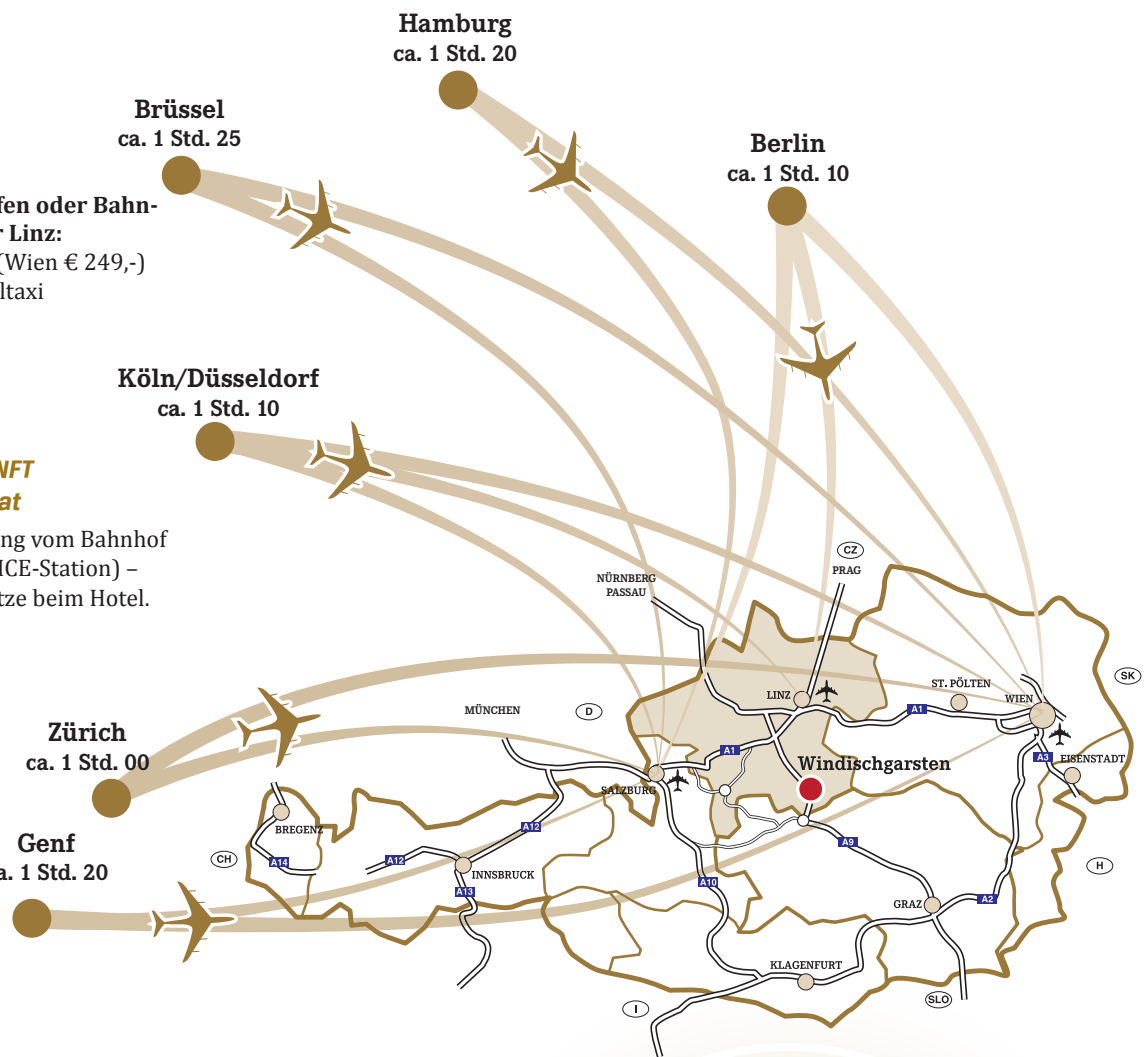 Hamburg
ca. 1 Std. 20
Brüssel
ca. 1 Std. 25
Berlin
ca. 1 Std. 10
fen oder Bahn-
r Linz:
(Wien € 249,-)
ltaxi
Köln/Düsseldorf
ca. 1 Std. 10
NFT
at
ng vom Bahnhof
ICE-Station) –
tze beim Hotel.
CZ
PRAG
NÜRNBERG
PASSAU
SK
ST. PÖLTEN
LINZ
WIEN
MÜNCHEN
D
A1
A1
Zürich
ca. 1 Std. 00
A3
EISENSTADT
Windischgarsten
SALZBURG
BREGENZ
A12
Genf
a. 1 Std. 20
CH
A14
A12
A9
H
INNSBRUCK
A13
A10
A2
GRAZ
KLAGENFURT
SLO
I